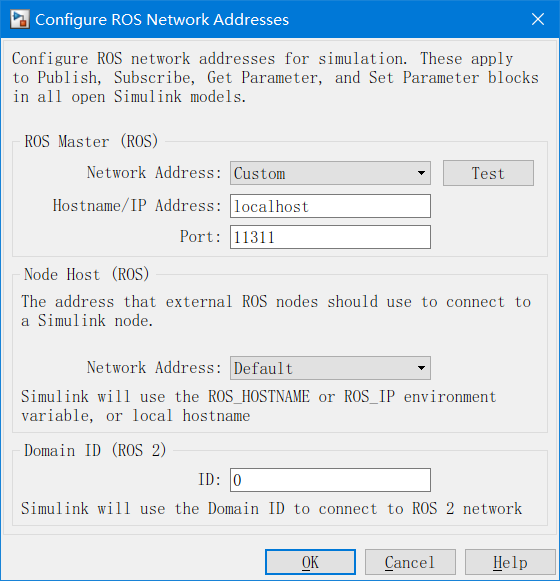 Configure ROS Network Addresses
Configure ROS network addresses for simulation. These apply
to Publish, Subscribe, Get Parameter, and Set Parameter blocks
in all open Simulink models.
ROS Master (ROS)
Network Address: Custom Test
Hostname/IP Address: localhost
Port: 11311
Node Host (ROS)
The address that external ROS nodes should use to connect to
a Simulink node.
Network Address: Default
Simulink will use the ROS_HOSTNAME or ROS_IP environment
variable, or local hostname
Domain ID (ROS 2)
ID: 0
Simulink will use the Domain ID to connect to ROS 2 network
OK Cancel Help